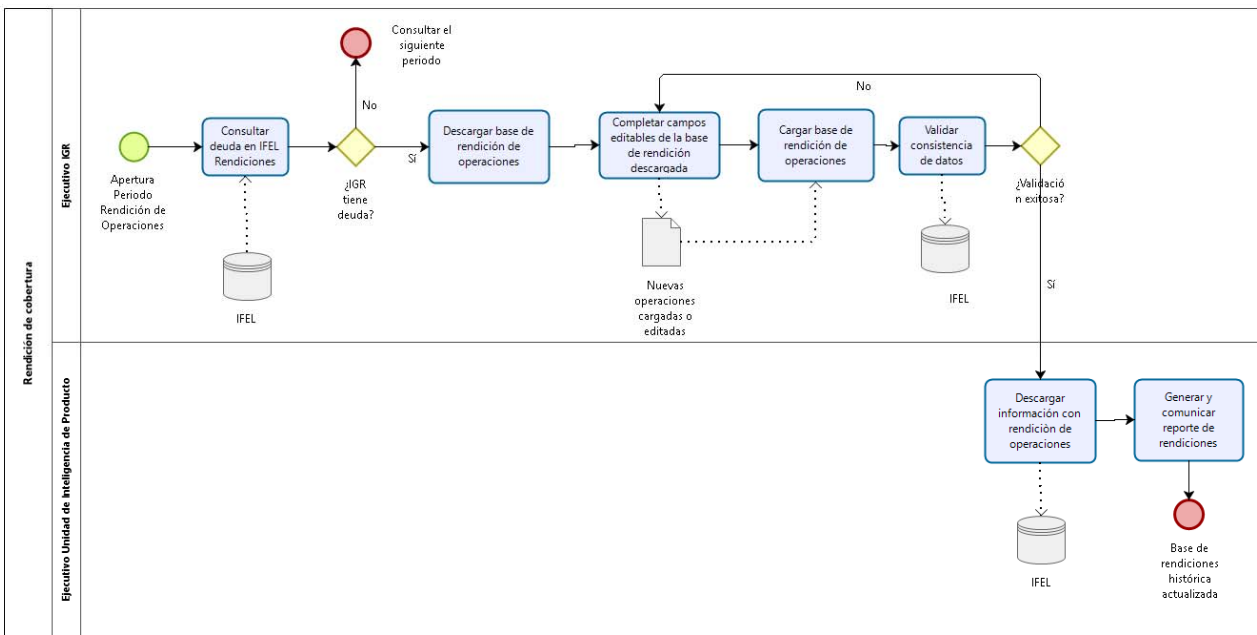 Rendición de cobertura
Ejecutivo IGR
Apertura
Periodo
Rendición de
Operaciones
Consultar
deuda en IFEL
Rendiciones
IFEL
¿IGR
tiene
deuda?
No
Consultar el
siguiente
periodo
Sí
Descargar base de
rendición de
operaciones
Completar campos
editables de la base
de rendición
descargada
Nuevas
operaciones
cargadas o
editadas
Cargar base de
rendición de
operaciones
Validar
consistencia
de datos
IFEL
¿Validació
n exitosa?
No
Sí
Ejecutivo Unidad de Inteligencia de Producto
Descargar
información con
rendiciòn de
operaciones
IFEL
Generar y
comunicar
reporte de
rendiciones
Base de
rendiciones
histórica
actualizada